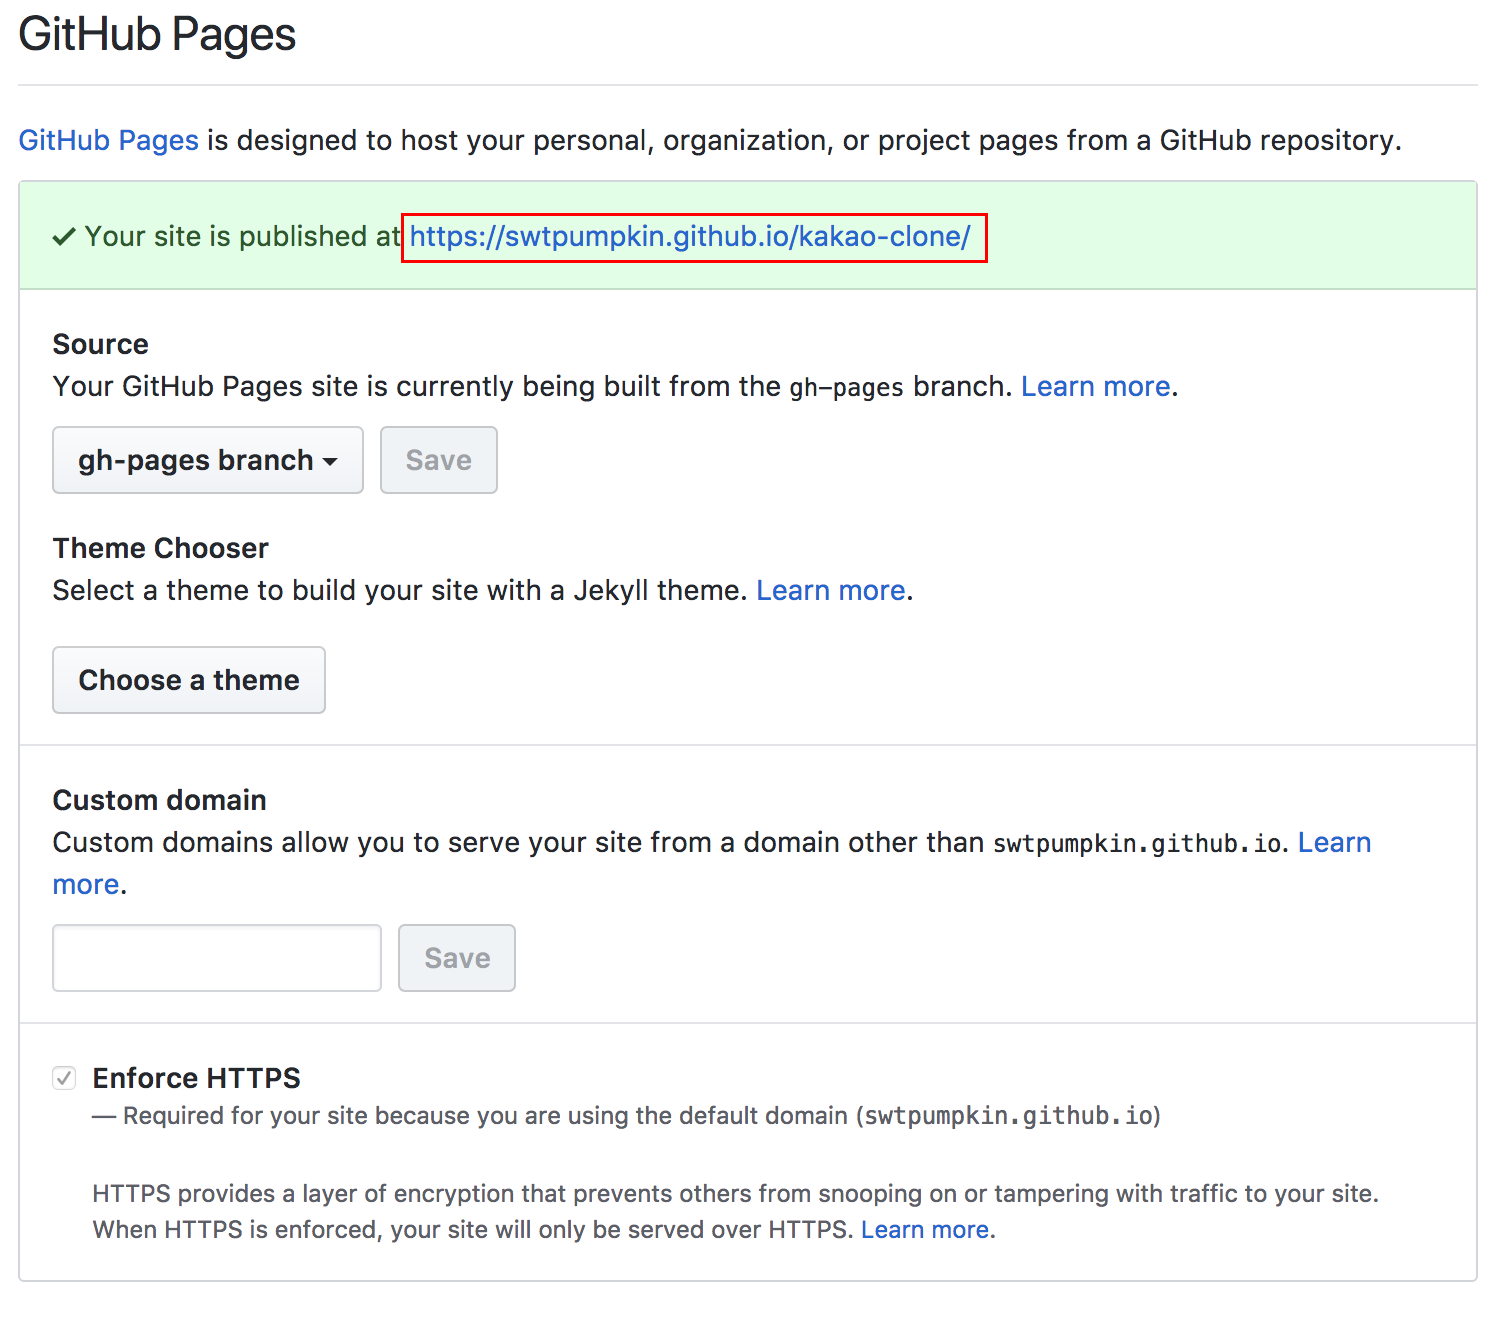 GitHub Pages
GitHub Pages is designed to host your personal, organization, or project pages from a GitHub repository.
Your site is published at https://swtpumpkin.github.io/kakao-clone/
Source
Your GitHub Pages site is currently being built from the gh-pages branch. Learn more.
gh-pages branch
Save
Theme Chooser
Select a theme to build your site with a Jekyll theme. Learn more.
Choose a theme
Custom domain
Custom domains allow you to serve your site from a domain other than swtpumpkin.github.io. Learn
more.
Save
Enforce HTTPS
— Required for your site because you are using the default domain (swtpumpkin.github.io)
HTTPS provides a layer of encryption that prevents others from snooping on or tampering with traffic to your site.
When HTTPS is enforced, your site will only be served over HTTPS. Learn more.